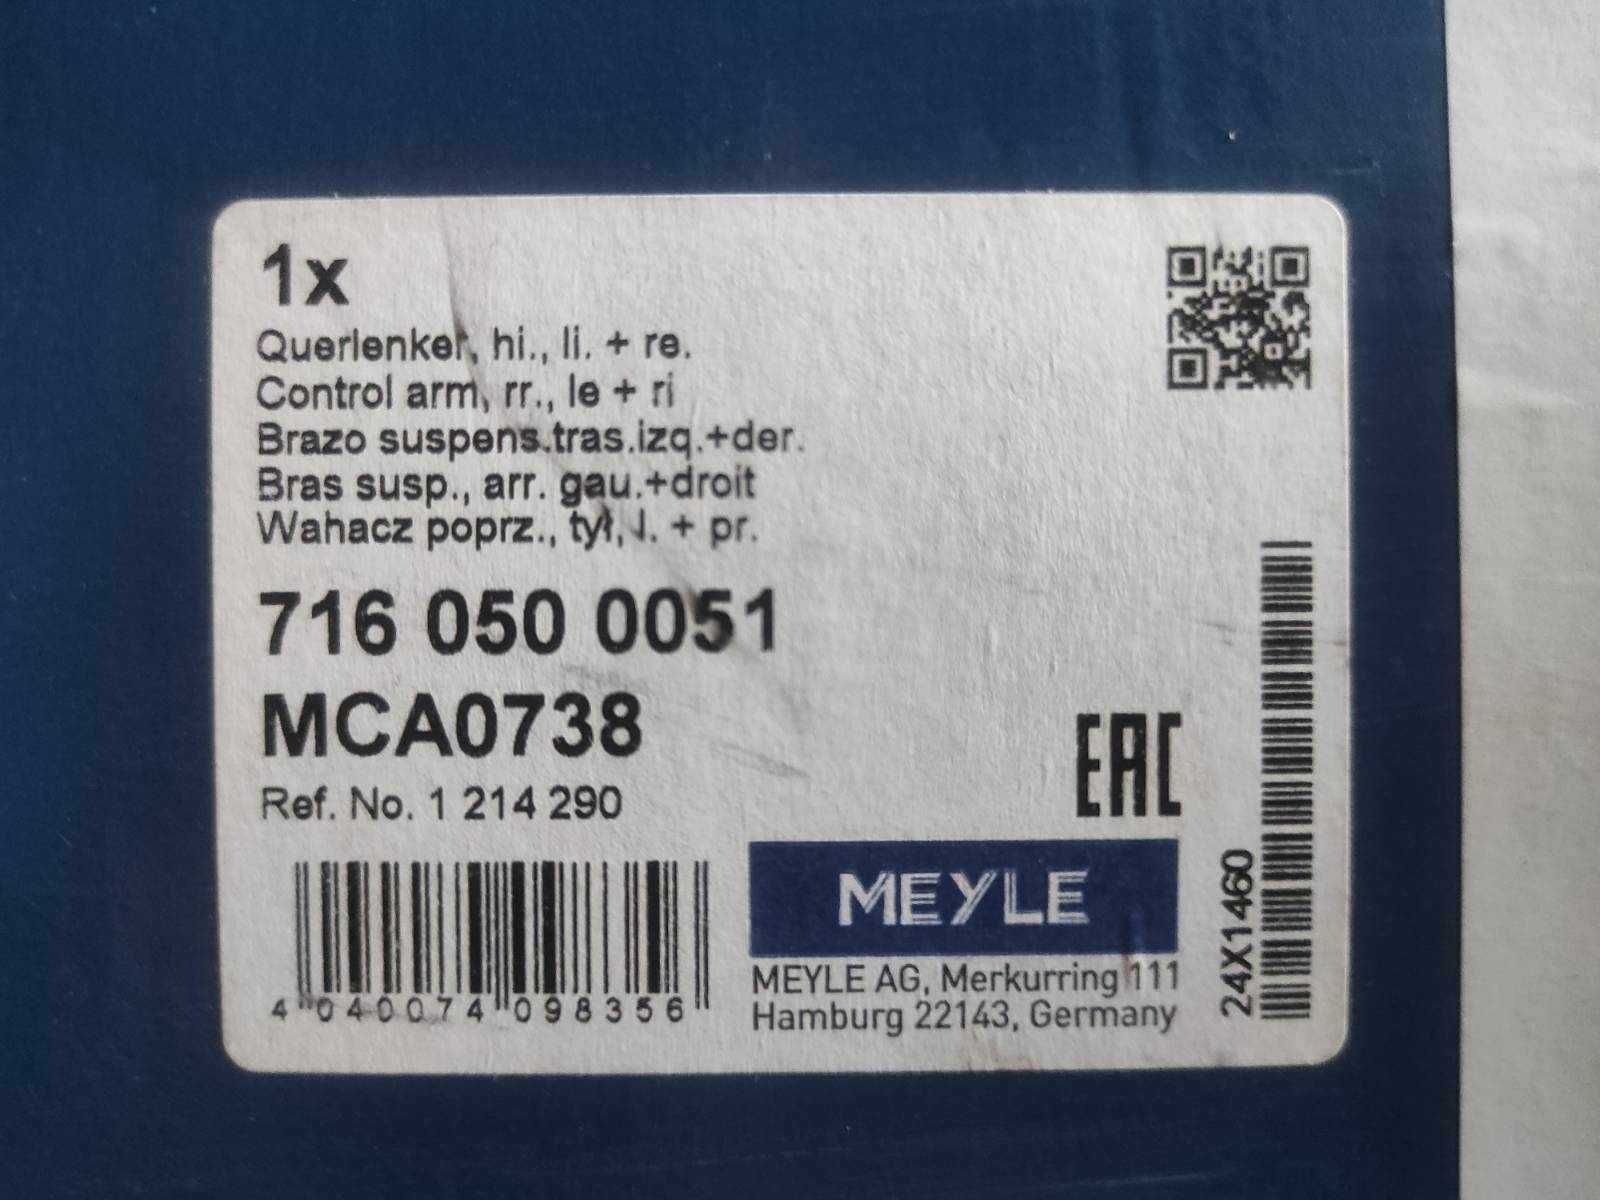 1x
Querlenker, hi., li. + re.
Control arm, rr., le + ri
Brazo suspens.tras.izq.+der.
Bras susp., arr. gau.+droit
Wahacz poprz., tył, l. + pr.
716 050 0051
MCA0738
Ref. No. 1 214 290
EAC
4 040074 098356
MEYLE
MEYLE AG, Merkurring 111
Hamburg 22143, Germany
24X1460